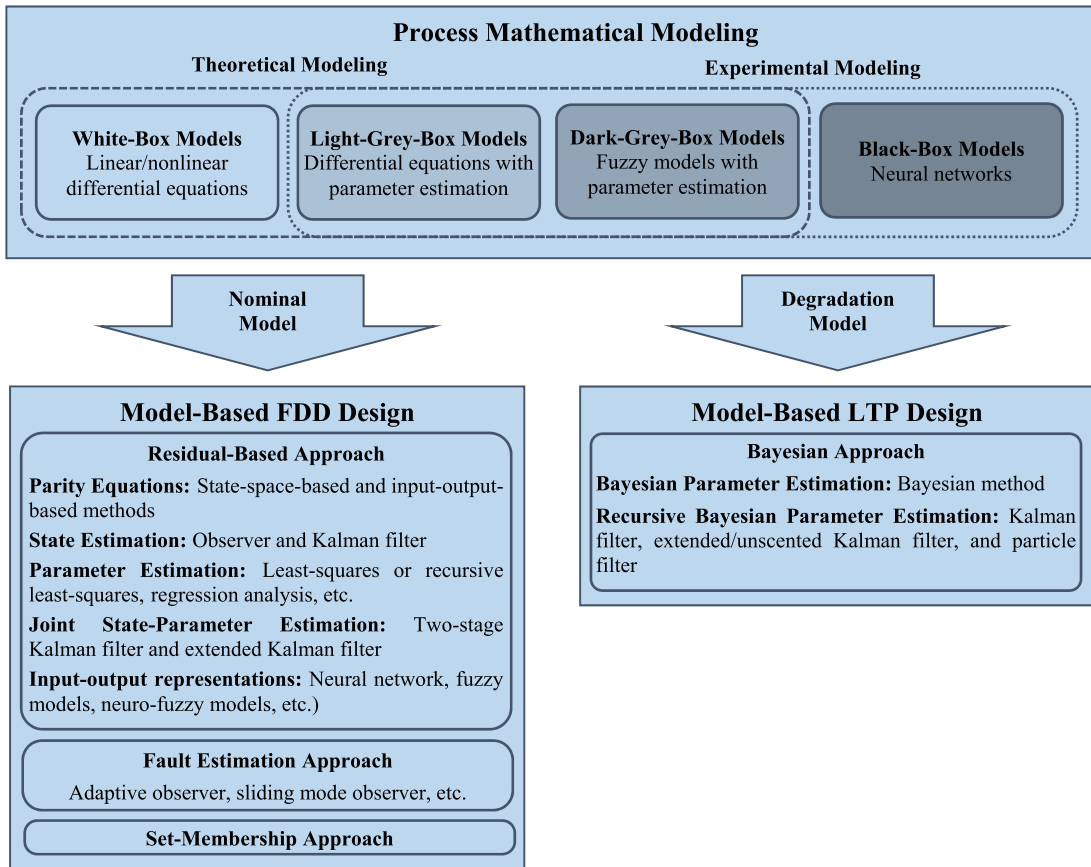 Process Mathematical Modeling
Theoretical Modeling
Experimental Modeling
White-Box Models
Linear/nonlinear
differential equations
Light-Grey-Box Models
Differential equations with
parameter estimation
Dark-Grey-Box Models
Fuzzy models with
parameter estimation
Black-Box Models
Neural networks
Nominal
Model
Degradation
Model
Model-Based FDD Design
Residual-Based Approach
Parity Equations: State-space-based and input-output-
based methods
State Estimation: Observer and Kalman filter
Parameter Estimation: Least-squares or recursive
least-squares, regression analysis, etc.
Joint State-Parameter Estimation: Two-stage
Kalman filter and extended Kalman filter
Input-output representations: Neural network, fuzzy
models, neuro-fuzzy models, etc.)
Fault Estimation Approach
Adaptive observer, sliding mode observer, etc.
Set-Membership Approach
Model-Based LTP Design
Bayesian Approach
Bayesian Parameter Estimation: Bayesian method
Recursive Bayesian Parameter Estimation: Kalman
filter, extended/unscented Kalman filter, and particle
filter